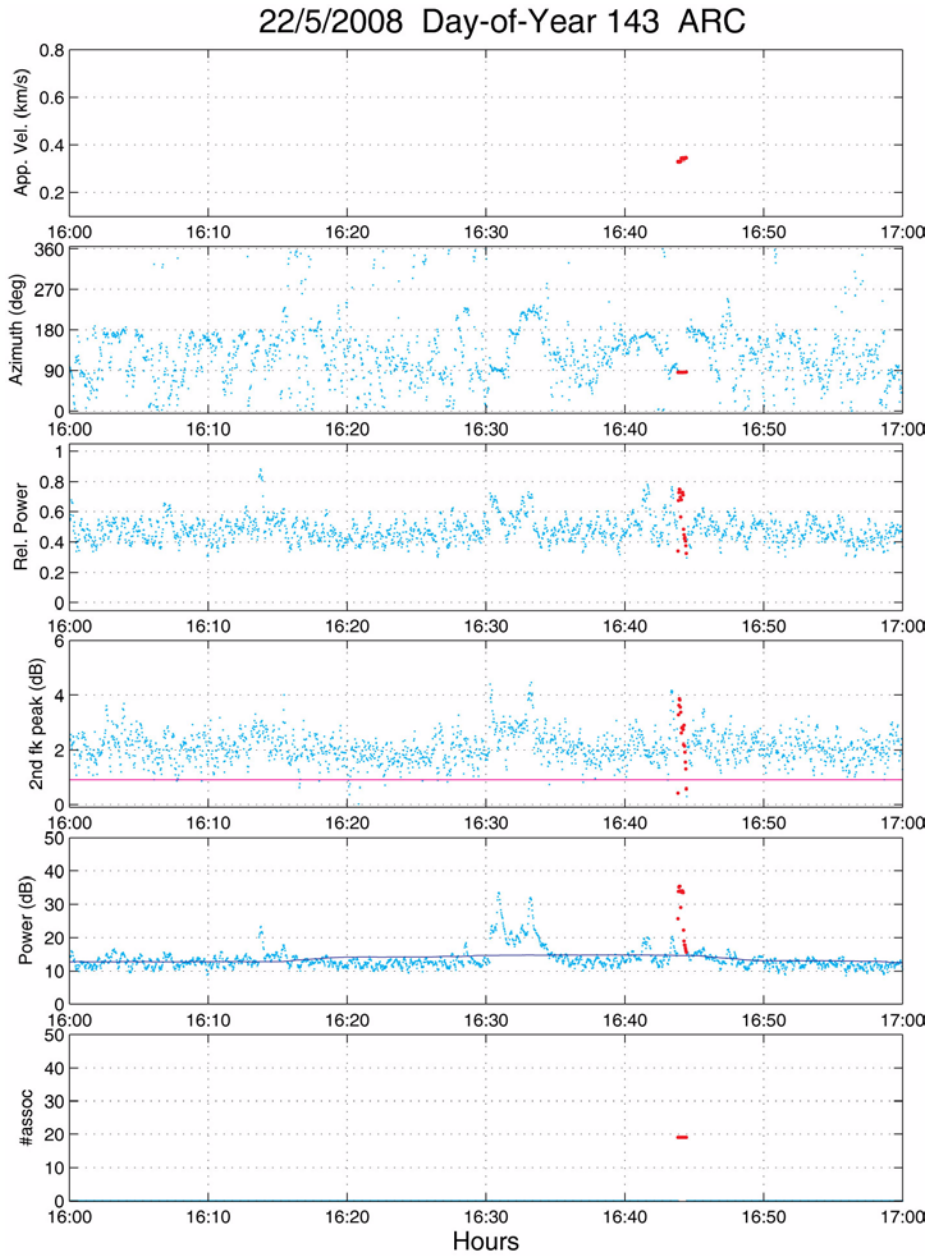 22/5/2008 Day-of-Year 143 ARC
App. Vel. (km/s)
0.8
0.6
0.4
0.2
16:00 16:10 16:20 16:30 16:40 16:50 17:00
Azimuth (deg)
360
270
180
90
0
16:00 16:10 16:20 16:30 16:40 16:50 17:00
Rel. Power
1
0.8
0.6
0.4
0.2
0
16:00 16:10 16:20 16:30 16:40 16:50 17:00
2nd fk peak (dB)
6
4
2
0
16:00 16:10 16:20 16:30 16:40 16:50 17:00
Power (dB)
50
40
30
20
10
0
16:00 16:10 16:20 16:30 16:40 16:50 17:00
#assoc
50
40
30
20
10
0
16:00 16:10 16:20 16:30 16:40 16:50 17:00
Hours